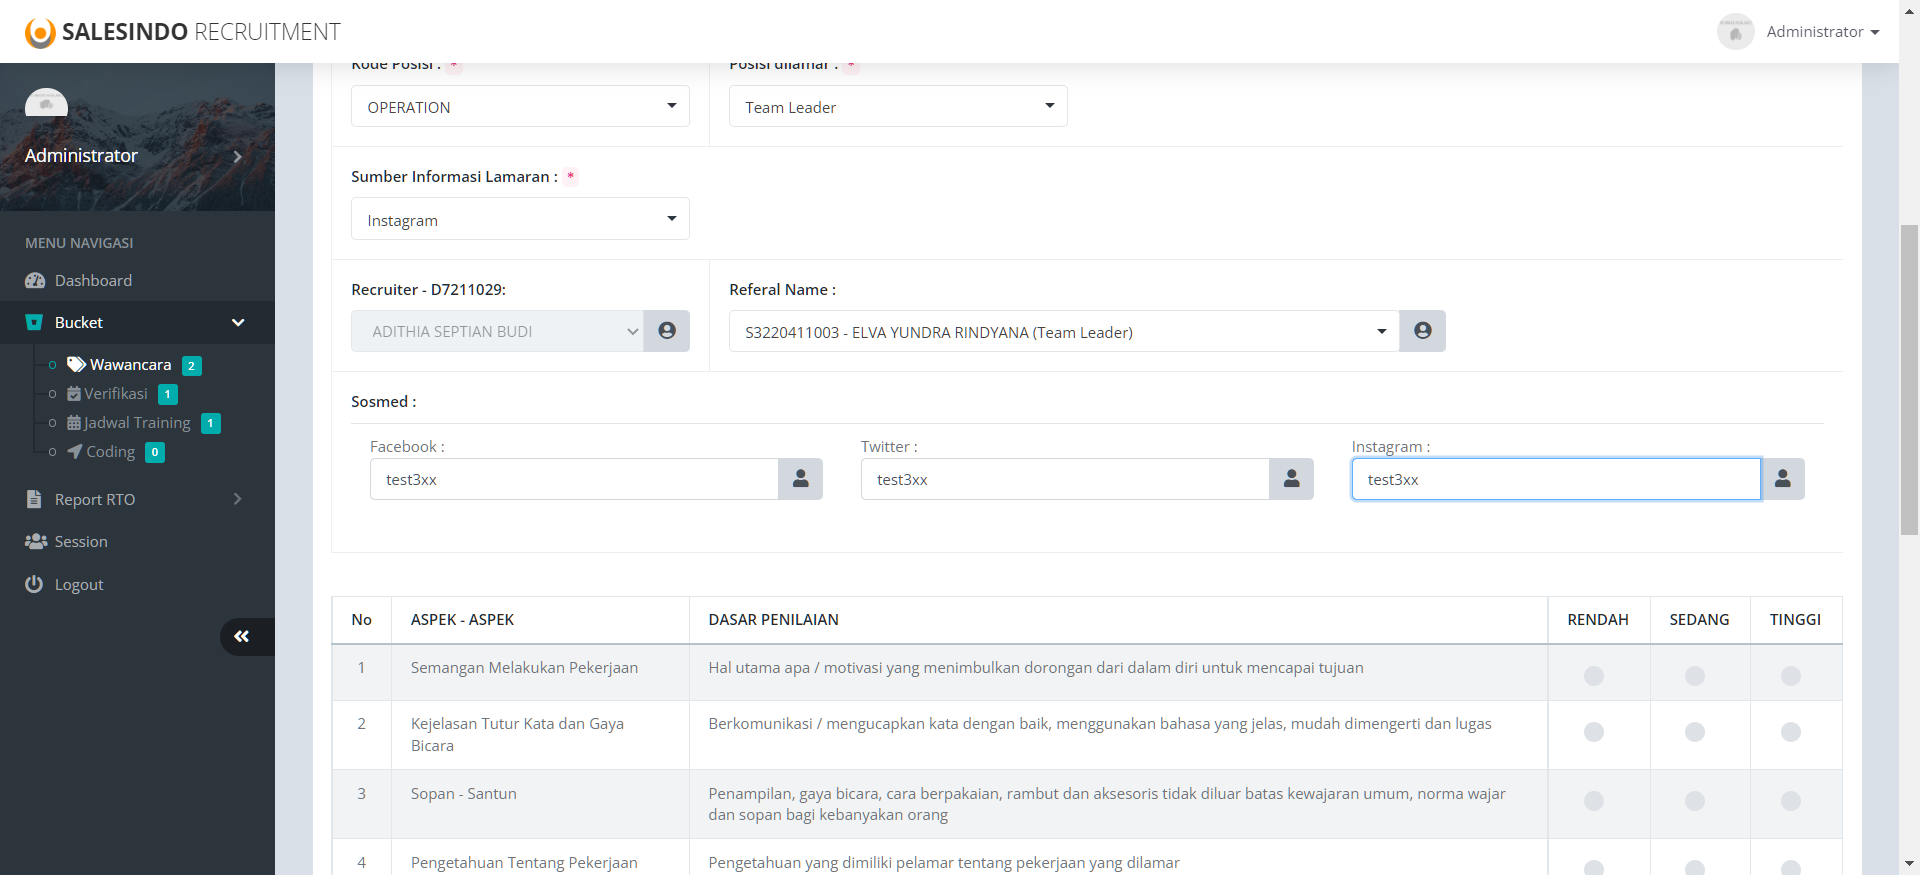 SALESINDO RECRUITMENT
Administrator
Kode Posisi : *
Posisi dilamar : *
OPERATION
Team Leader
Administrator
Sumber Informasi Lamaran : *
Instagram
MENU NAVIGASI
Dashboard
Recruiter - D7211029:
Referal Name :
Bucket
ADITHIA SEPTIAN BUDI
S3220411003 - ELVA YUNDRA RINDYANA (Team Leader)
Wawancara 2
Verifikasi 1
Jadwal Training 1
Coding 0
Sosmed :
Facebook :
Twitter :
Instagram :
test3xx
test3xx
test3xx
Report RTO
Session
Logout
No ASPEK - ASPEK DASAR PENILAIAN RENDAH SEDANG TINGGI
1 Semangan Melakukan Pekerjaan Hal utama apa / motivasi yang menimbulkan dorongan dari dalam diri untuk mencapai tujuan
2 Kejelasan Tutur Kata dan Gaya Berkomunikasi / mengucapkan kata dengan baik, menggunakan bahasa yang jelas, mudah dimengerti dan lugas
Bicara
3 Sopan - Santun Penampilan, gaya bicara, cara berpakaian, rambut dan aksesoris tidak diluar batas kewajaran umum, norma wajar
dan sopan bagi kebanyakan orang
4 Pengetahuan Tentang Pekerjaan Pengetahuan yang dimiliki pelamar tentang pekerjaan yang dilamar